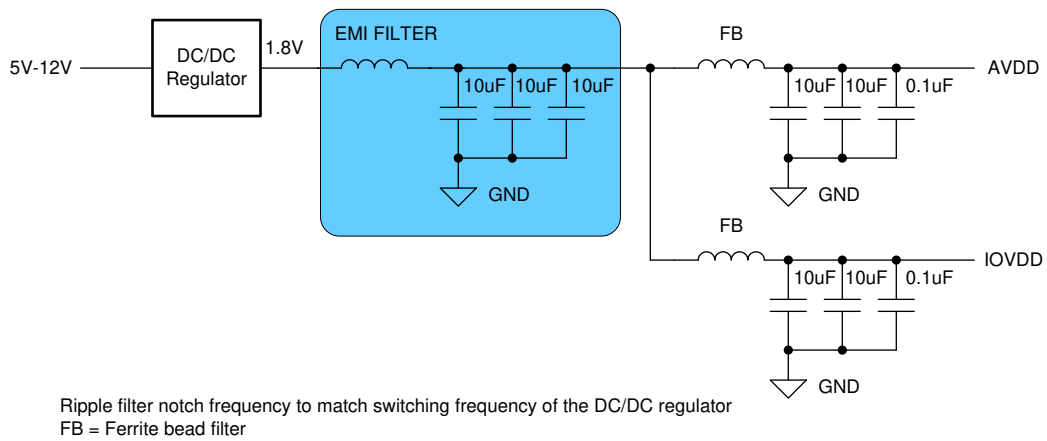 5V-12V
DC/DC
Regulator
1.8V
EMI FILTER
10uF
10uF
10uF
GND
FB
10uF
10uF
0.1uF
AVDD
GND
FB
10uF
10uF
0.1uF
IOVDD
GND
Ripple filter notch frequency to match switching frequency of the DC/DC regulator
FB = Ferrite bead filter